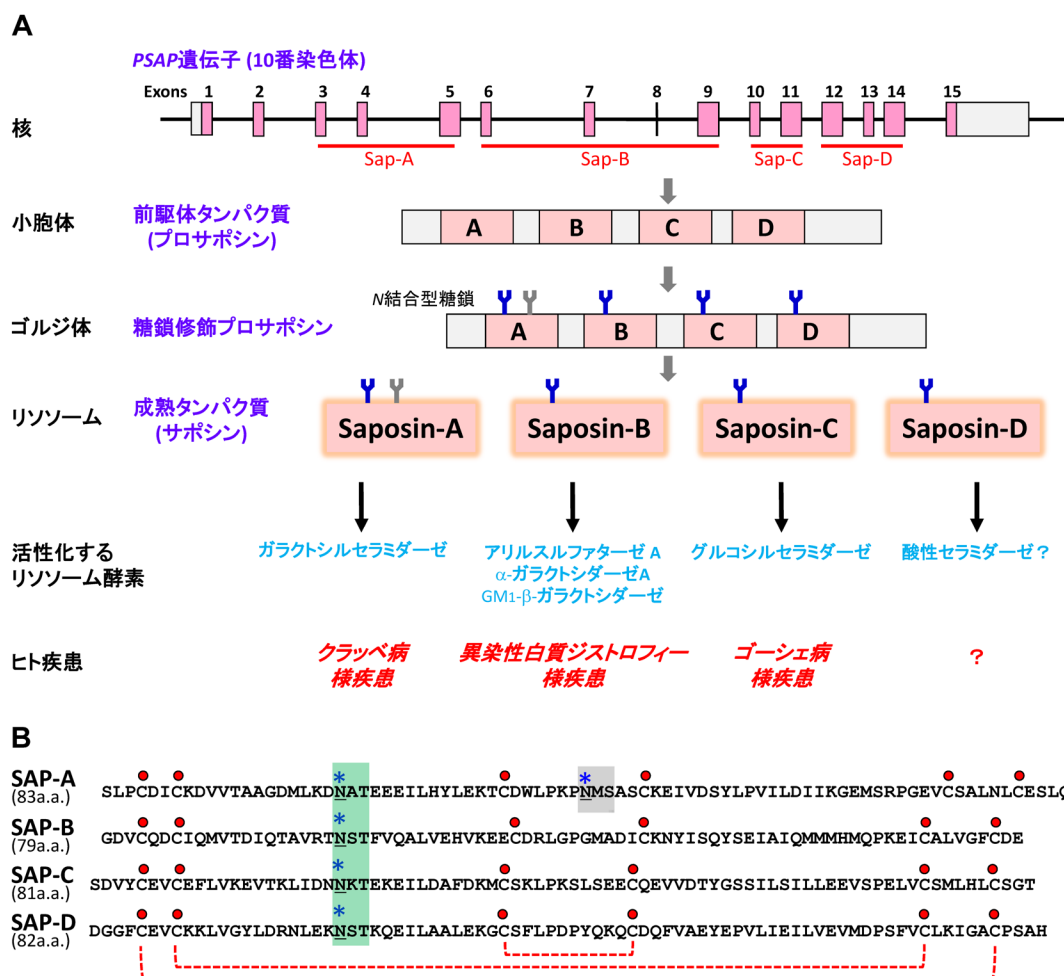 A
PSAP遺伝子 (10番染色体)
Exons 1 2 3 4 5 6 7 8 9 10 11 12 13 14 15
核
Sap-A Sap-B Sap-C Sap-D
小胞体
前駆体タンパク質
(プロサポシン)
A B C D
N結合型糖鎖
ゴルジ体
糖鎖修飾プロサポシン
A B C D
リソソーム
成熟タンパク質
(サポシン)
Saposin-A Saposin-B Saposin-C Saposin-D
活性化する
リソソーム酵素
ガラクトシルセラミダーゼ
アリルスルファターゼ A
α-ガラクトシダーゼA
GM1-β-ガラクトシダーゼ
グルコシルセラミダーゼ
酸性セラミダーゼ？
ヒト疾患
クラッベ病
様疾患
異染性白質ジストロフィー
様疾患
ゴーシェ病
様疾患
？
B
* *
SAP-A SLPCDICKDVVTAAGDMLKDNATEEEILHYLEKTCDWLPKPNMSASCKEIVDSYLPVILDIIKGEMSRPGEVCSALNLCESLQ
(83a.a.)
*
SAP-B GDVCQDCIQMVTDIQTAVRTNSTFVQALVEHVKEECDRLGPGMADICKNYISQYSEIAIQMMMHMQPKEICALVGFCDE
(79a.a.)
*
SAP-C SDVYCEVCEFLVKEVTKLIDNNKTEKEILDAFDKMCSKLPKSLSEECQEVVDTYGSSILSILLEEVSPELVCSMLHLCSGT
(81a.a.)
*
SAP-D DGGFCEVCKKLVGYLDRNLEKNSTKQEILAALEKGCSFLPDPYQKQCDQFVAEYEPVLIEILVEVMDPSFVCLKIGACPSAH
(82a.a.)